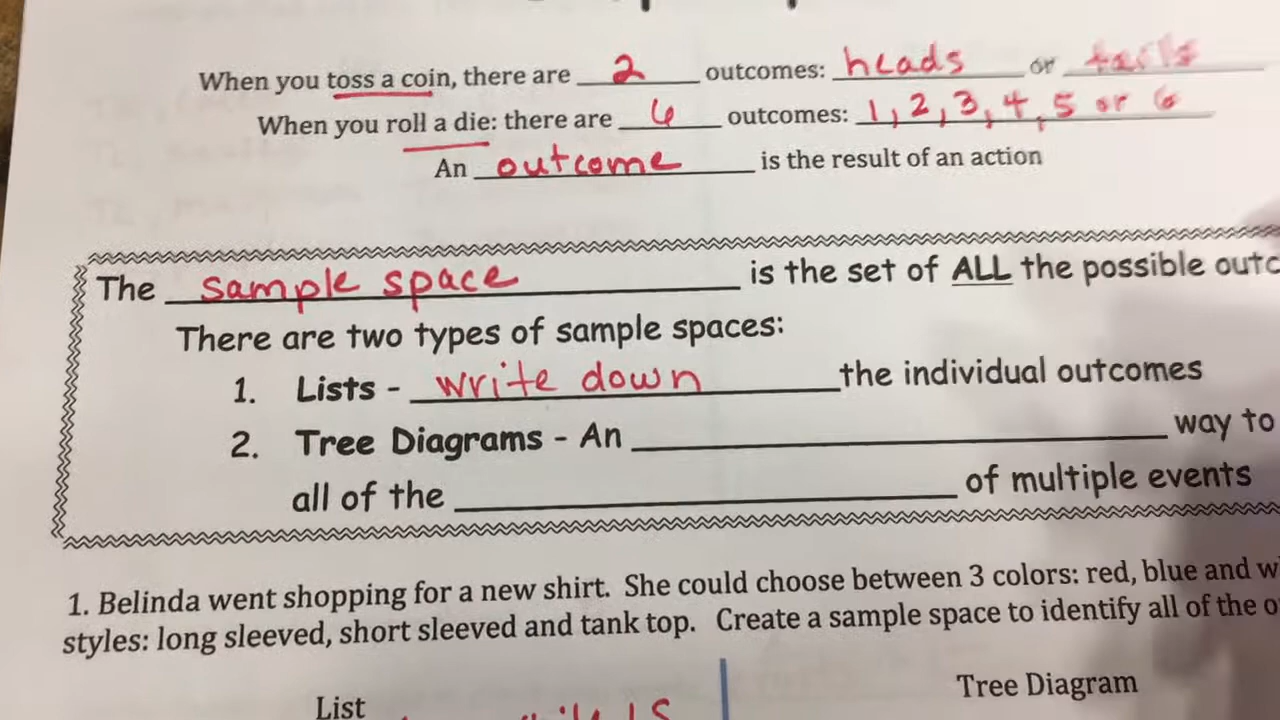 When you toss a coin, there are 2 outcomes: heads or tails
When you roll a die: there are 6 outcomes: 1, 2, 3, 4, 5 or 6
An outcome is the result of an action
The sample space is the set of ALL the possible outc
There are two types of sample spaces:
1. Lists - write down the individual outcomes
2. Tree Diagrams - An ____ way to
all of the ____ of multiple events
1. Belinda went shopping for a new shirt. She could choose between 3 colors: red, blue and w
styles: long sleeved, short sleeved and tank top. Create a sample space to identify all of the o
Tree Diagram
List